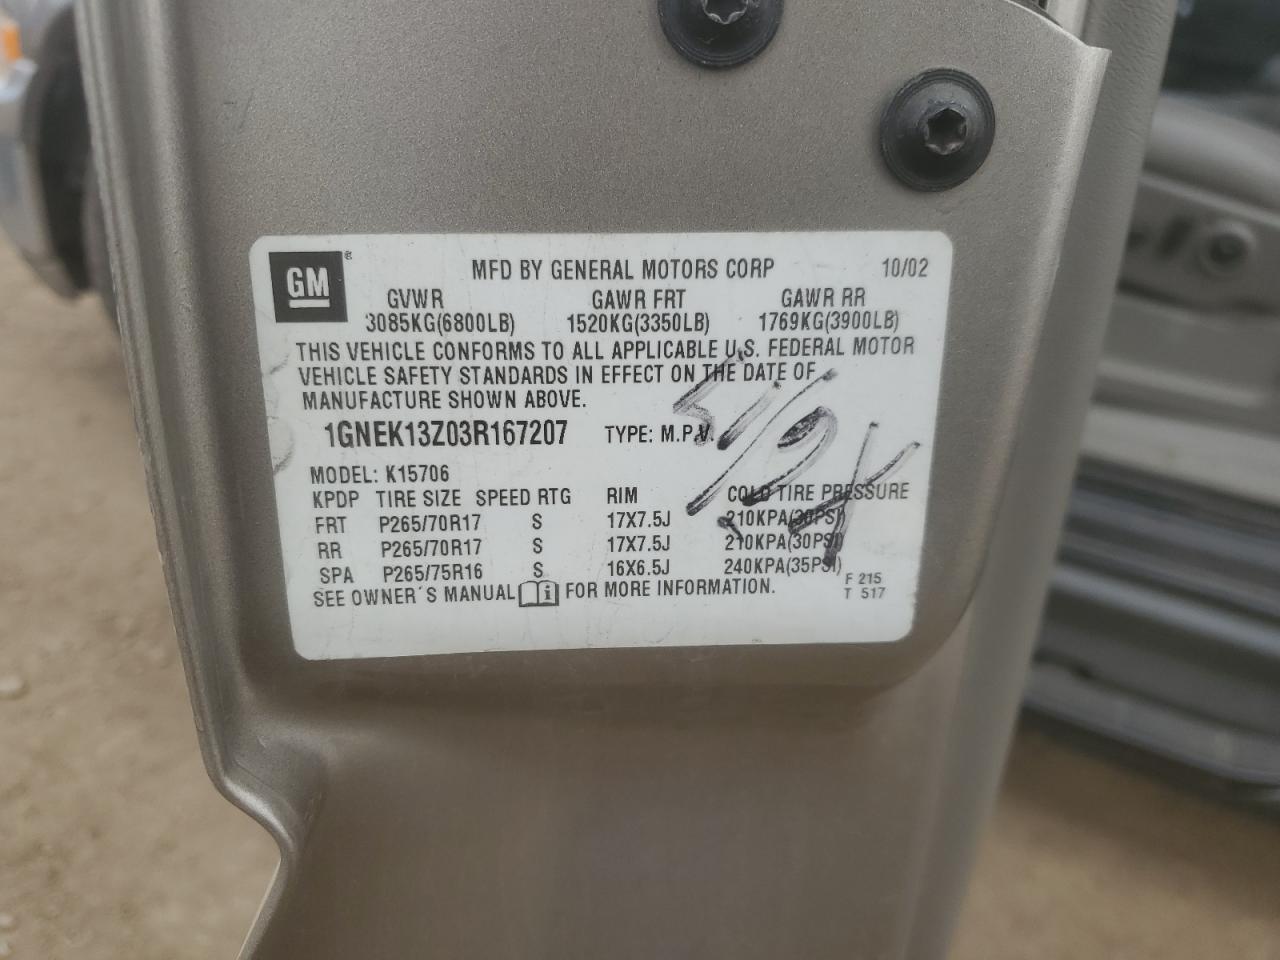 GM®
MFD BY GENERAL MOTORS CORP 10/02
GVWR GAWR FRT GAWR RR
3085KG(6800LB) 1520KG(3350LB) 1769KG(3900LB)
THIS VEHICLE CONFORMS TO ALL APPLICABLE U.S. FEDERAL MOTOR
VEHICLE SAFETY STANDARDS IN EFFECT ON THE DATE OF
MANUFACTURE SHOWN ABOVE.
1GNEK13Z03R167207 TYPE: M.P.V.
MODEL: K15706
KPDP TIRE SIZE SPEED RTG RIM COLD TIRE PRESSURE
FRT P265/70R17 S 17X7.5J 210KPA(30PSI)
RR P265/70R17 S 17X7.5J 210KPA(30PSI)
SPA P265/75R16 S 16X6.5J 240KPA(35PSI)
SEE OWNER'S MANUAL FOR MORE INFORMATION.
F 215
T 517